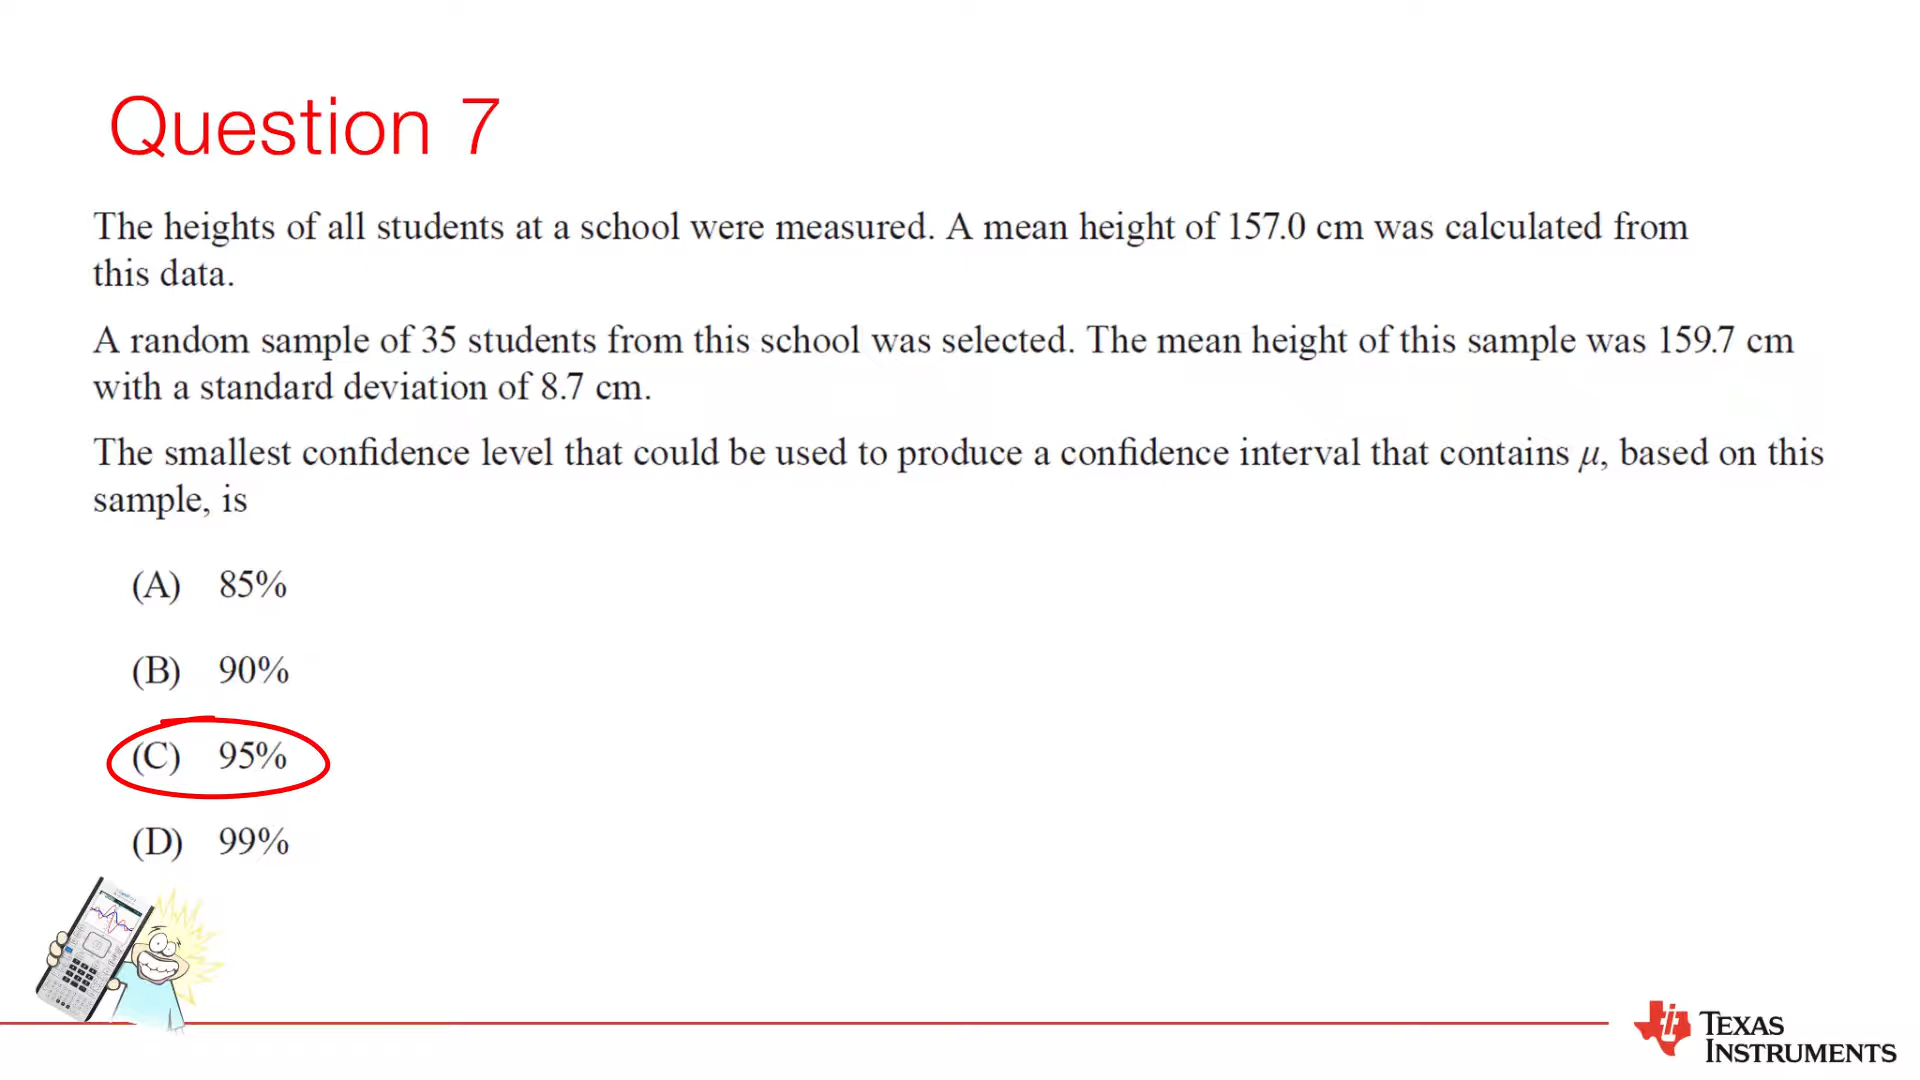 Question 7
The heights of all students at a school were measured. A mean height of 157.0 cm was calculated from
this data.
A random sample of 35 students from this school was selected. The mean height of this sample was 159.7 cm
with a standard deviation of 8.7 cm.
The smallest confidence level that could be used to produce a confidence interval that contains μ, based on this
sample, is
(A) 85%
(B) 90%
(C) 95%
(D) 99%
TEXAS
INSTRUMENTS